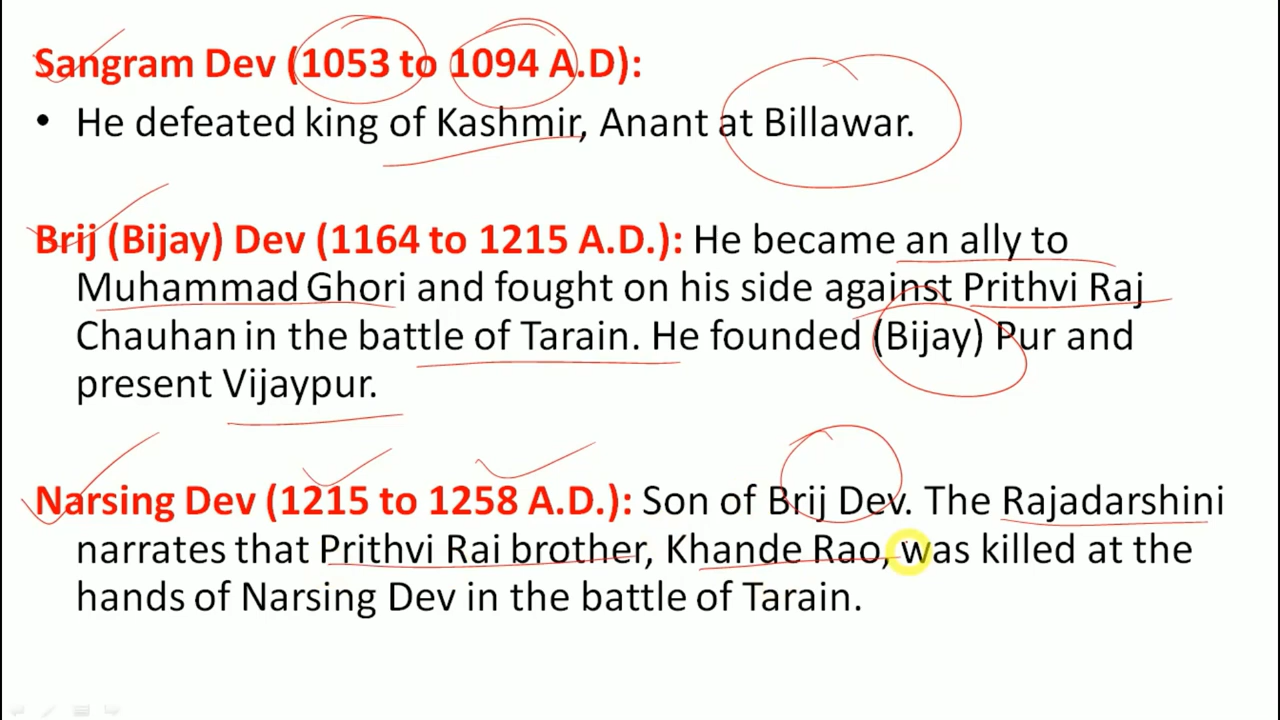 Sangram Dev (1053 to 1094 A.D):
• He defeated king of Kashmir, Anant at Billawar.
Brij (Bijay) Dev (1164 to 1215 A.D.): He became an ally to
Muhammad Ghori and fought on his side against Prithvi Raj
Chauhan in the battle of Tarain. He founded (Bijay) Pur and
present Vijaypur.
Narsing Dev (1215 to 1258 A.D.): Son of Brij Dev. The Rajadarshini
narrates that Prithvi Rai brother, Khande Rao, was killed at the
hands of Narsing Dev in the battle of Tarain.